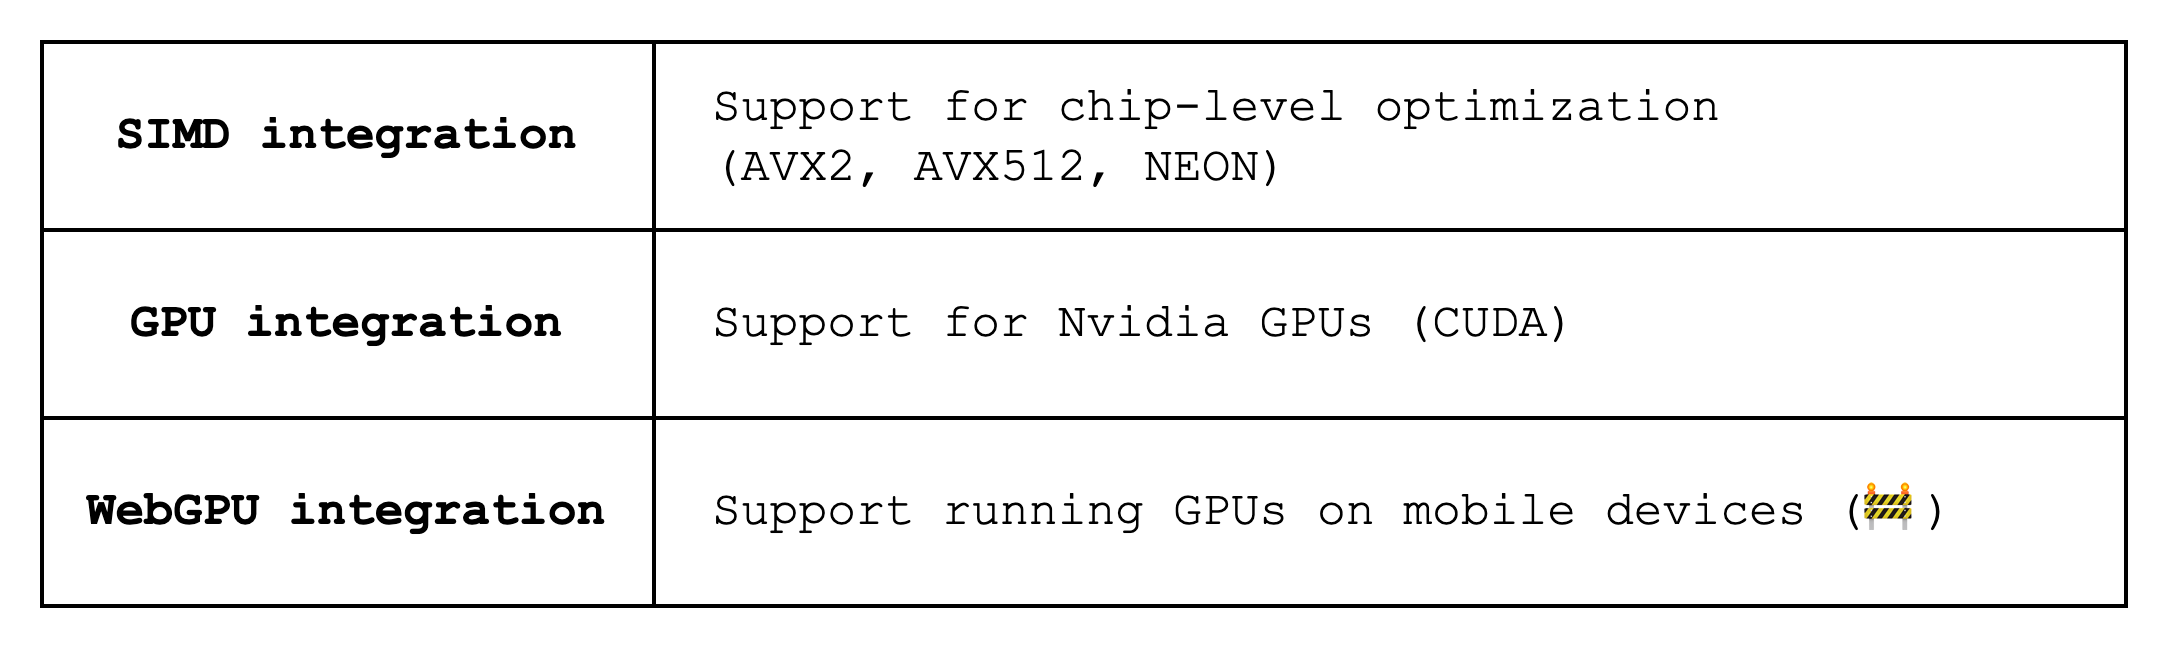 SIMD integration
Support for chip-level optimization
(AVX2, AVX512, NEON)
GPU integration
Support for Nvidia GPUs (CUDA)
WebGPU integration
Support running GPUs on mobile devices (🚧)